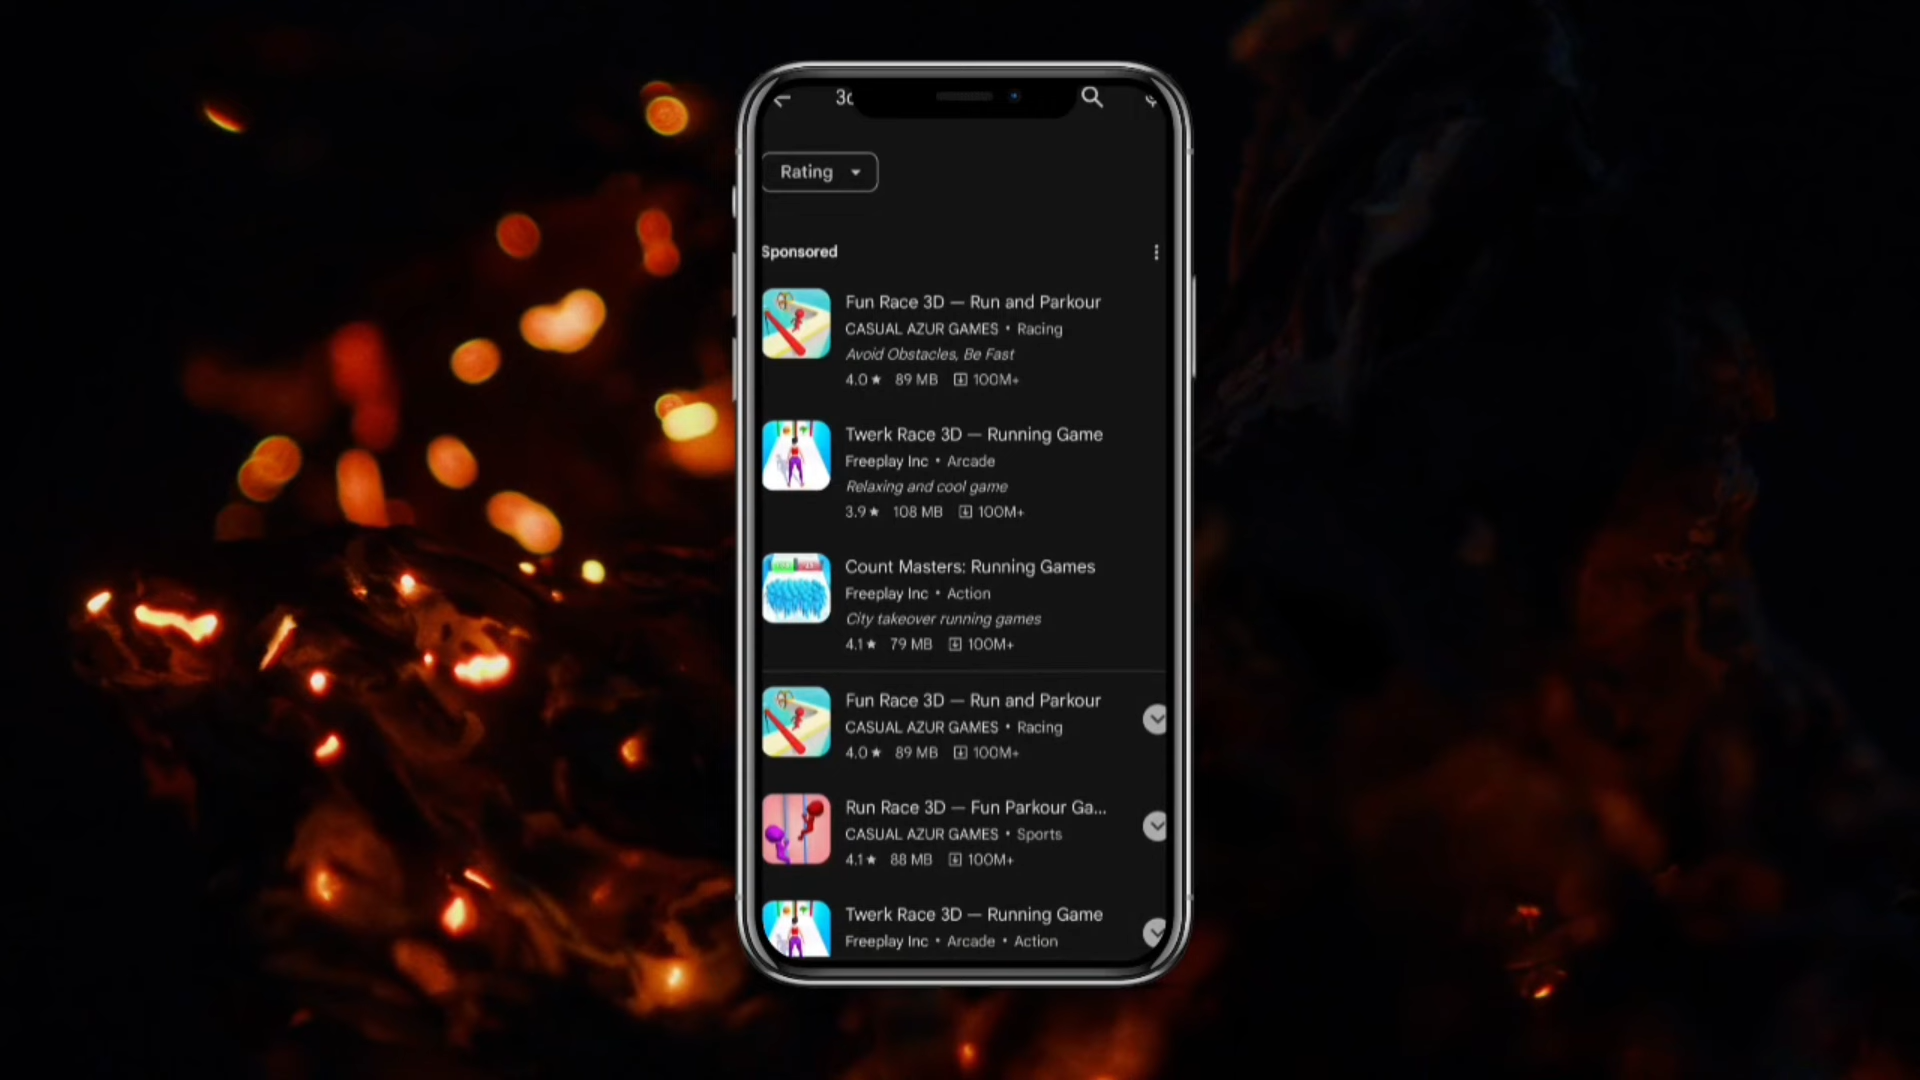 Rating
Sponsored
Fun Race 3D — Run and Parkour
CASUAL AZUR GAMES • Racing
Avoid Obstacles, Be Fast
4.0★ 89 MB 100M+
Twerk Race 3D — Running Game
Freeplay Inc • Arcade
Relaxing and cool game
3.9★ 108 MB 100M+
Count Masters: Running Games
Freeplay Inc • Action
City takeover running games
4.1★ 79 MB 100M+
Fun Race 3D — Run and Parkour
CASUAL AZUR GAMES • Racing
4.0★ 89 MB 100M+
Run Race 3D — Fun Parkour Ga...
CASUAL AZUR GAMES • Sports
4.1★ 88 MB 100M+
Twerk Race 3D — Running Game
Freeplay Inc • Arcade • Action